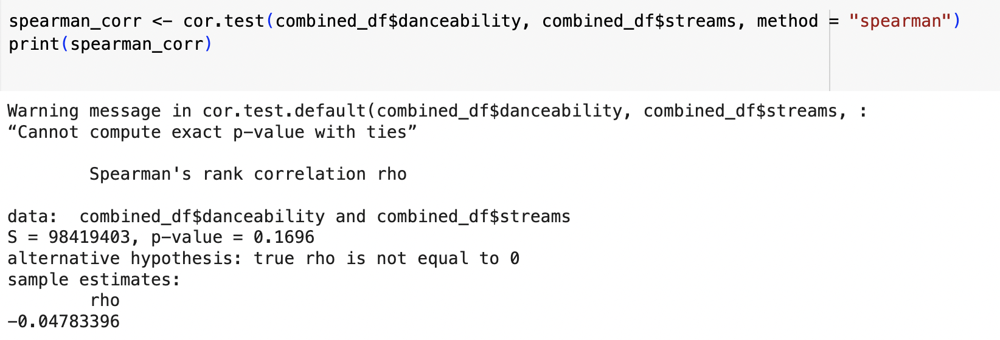 spearman_corr <- cor.test(combined_df$danceability, combined_df$streams, method = "spearman")
print(spearman_corr)
Warning message in cor.test.default(combined_df$danceability, combined_df$streams, :
“Cannot compute exact p-value with ties”
Spearman's rank correlation rho
data:  combined_df$danceability and combined_df$streams
S = 98419403, p-value = 0.1696
alternative hypothesis: true rho is not equal to 0
sample estimates:
rho
-0.04783396